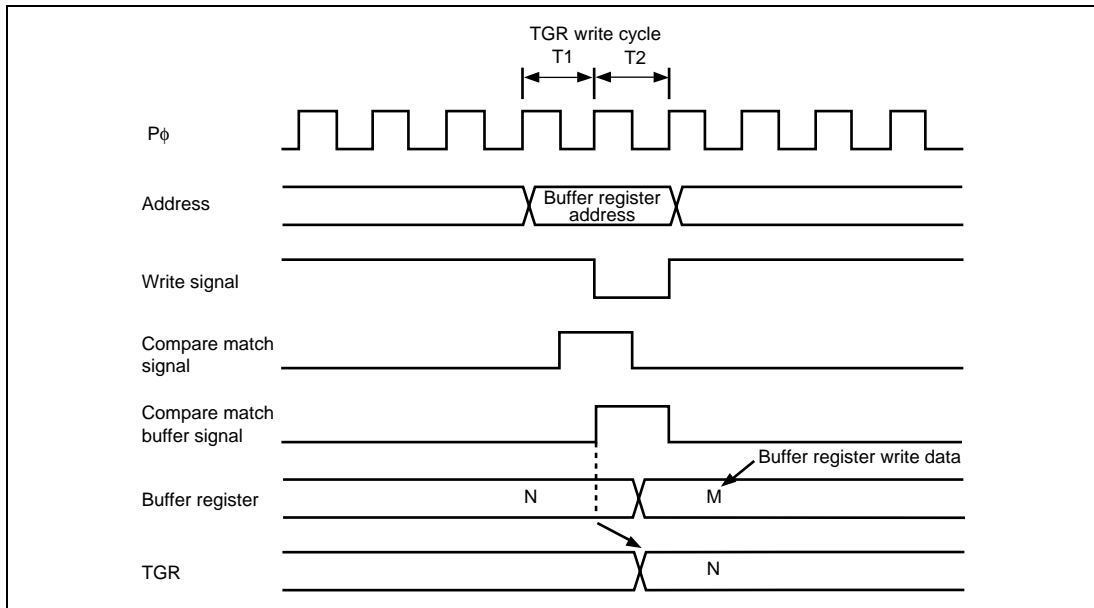 TGR write cycle
T1 T2
Pϕ
Address
Buffer register
address
Write signal
Compare match
signal
Compare match
buffer signal
Buffer register write data
Buffer register
N M
TGR
N